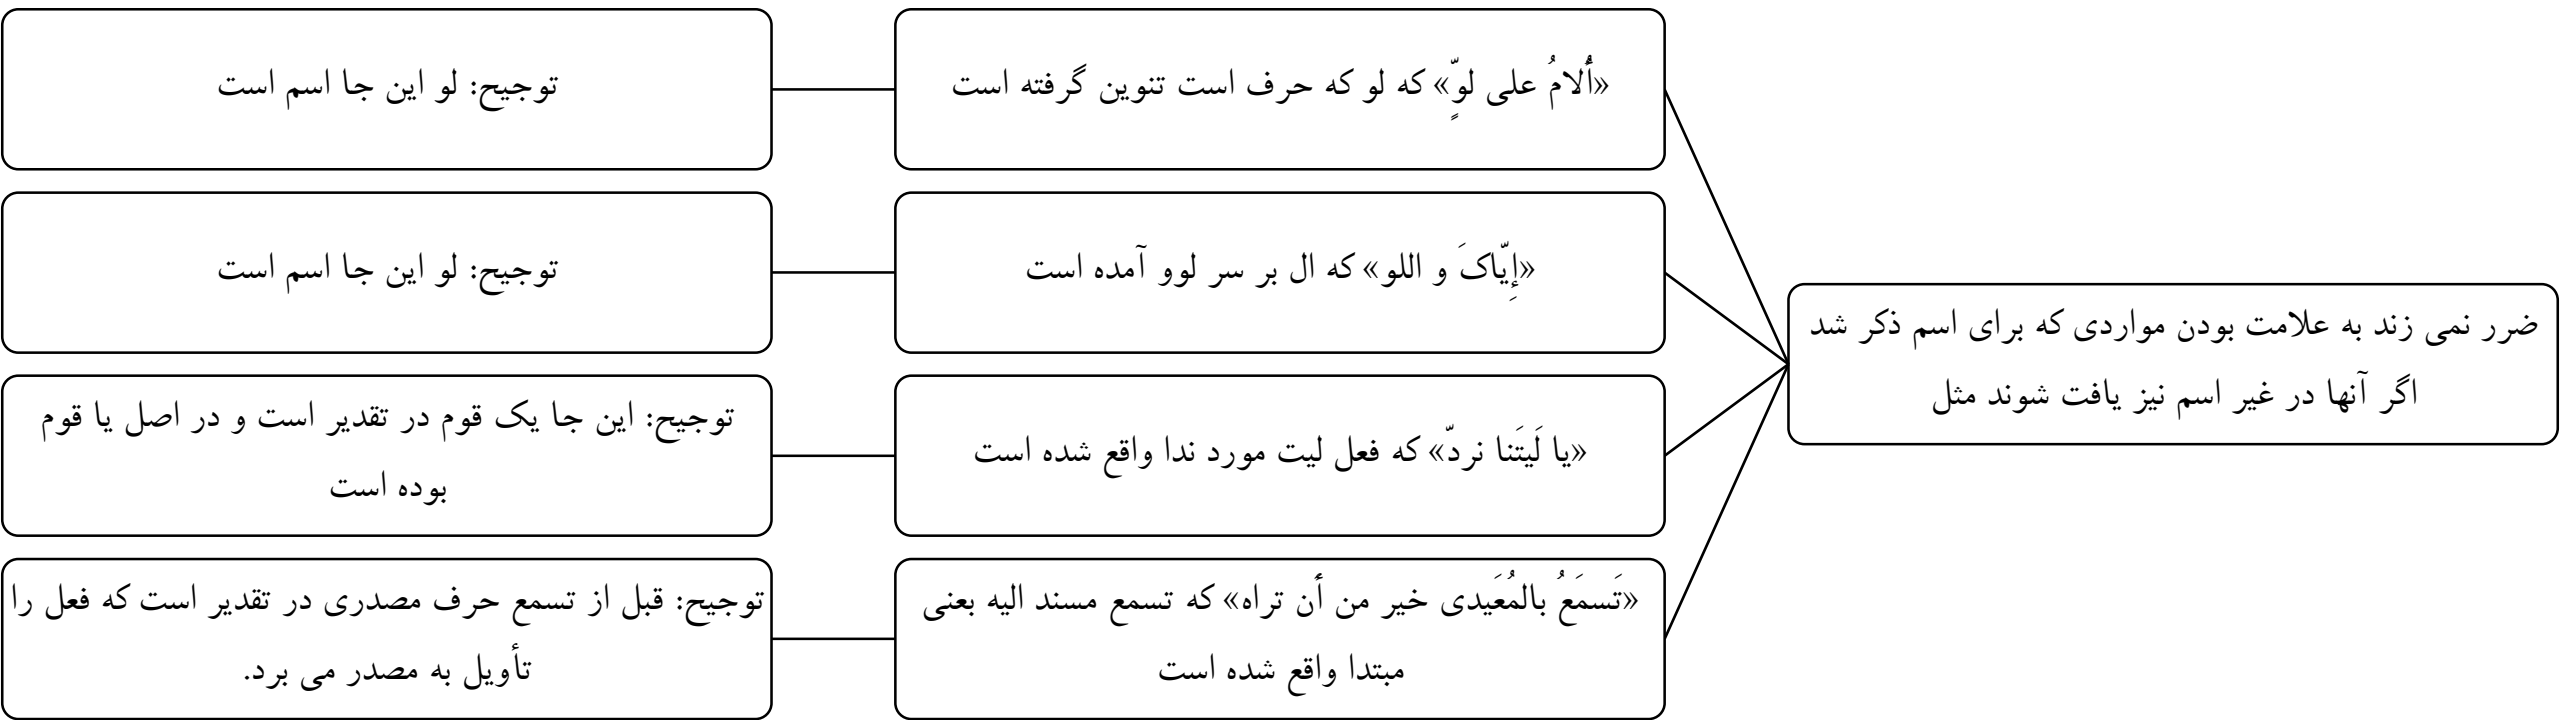 ضرر نمی زند به علامت بودن مواردی که برای اسم ذکر شد
اگر آنها در غیر اسم نیز یافت شوند مثل
«أُلامُ علی لوٍّ» که لو که حرف است تنوین گرفته است
توجیح: لو این جا اسم است
«إِیّاکَ و اللو» که ال بر سر لوو آمده است
توجیح: لو این جا اسم است
«یا لَیتَنا نردّ» که فعل لیت مورد ندا واقع شده است
توجیح: این جا یک قوم در تقدیر است و در اصل یا قوم
بوده است
«تَسمَعُ بالمُعَیدی خیر من أن تراه» که تسمع مسند الیه بعنی
مبتدا واقع شده است
توجیح: قبل از تسمع حرف مصدری در تقدیر است که فعل را
تأویل به مصدر می برد.